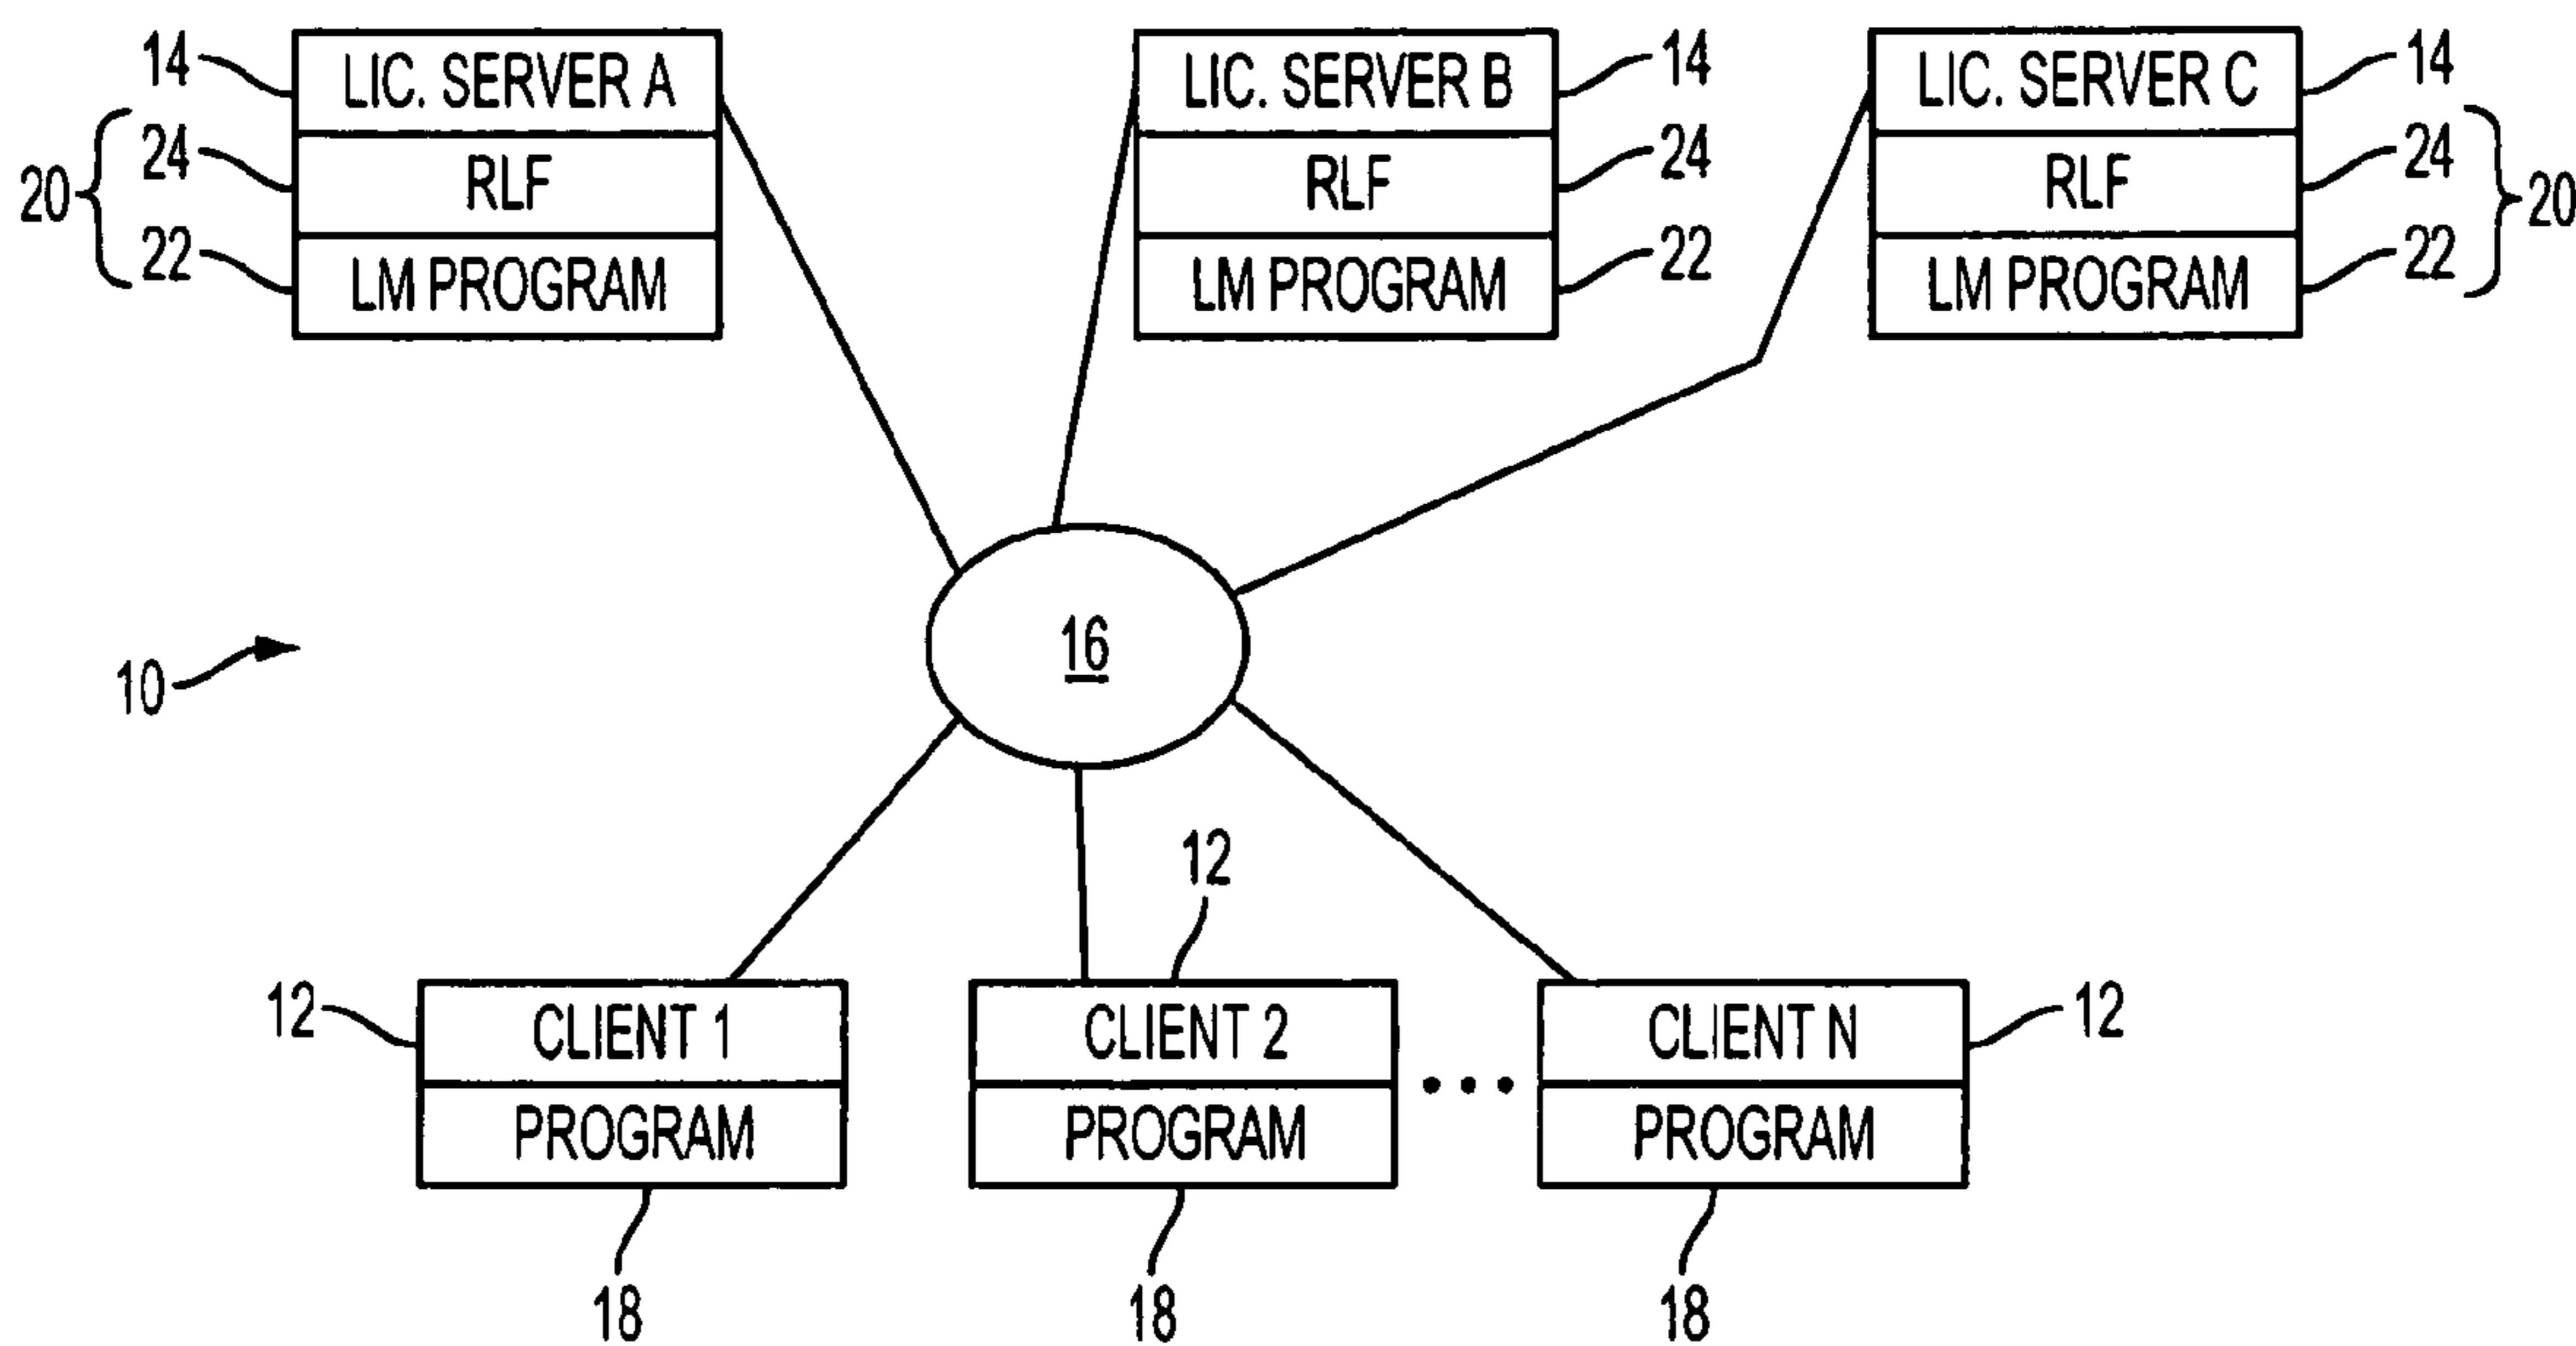 14 LIC. SERVER A LIC. SERVER B 14 LIC. SERVER C 14
20 24 RLF RLF 24 RLF 24 20
22 LM PROGRAM LM PROGRAM 22 LM PROGRAM 22
16
10
12
12 CLIENT 1 CLIENT 2 ... CLIENT N 12
PROGRAM PROGRAM PROGRAM
18 18 18